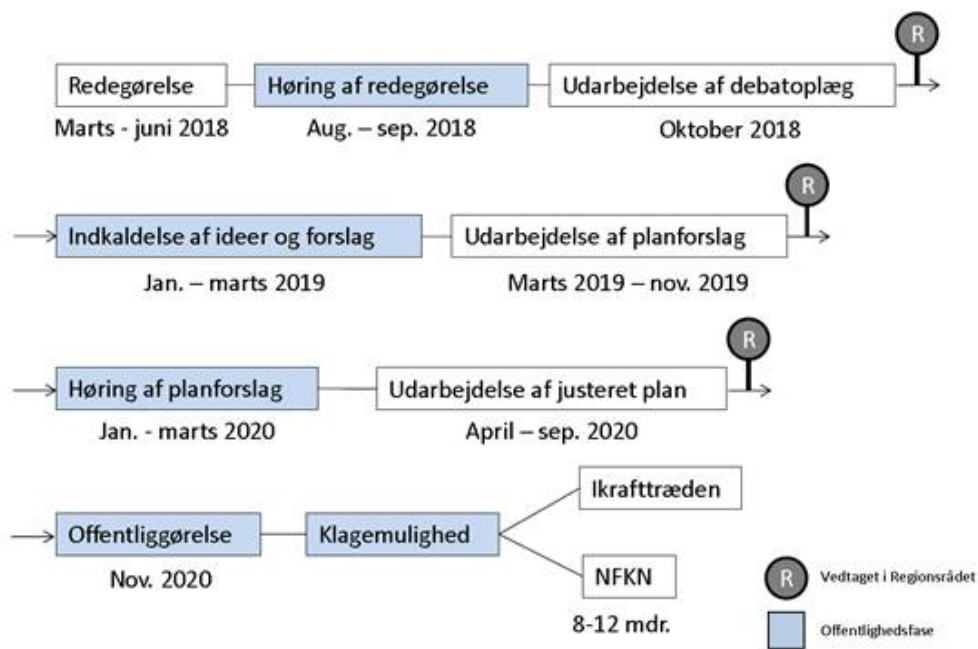 R
Redegørelse
Høring af redegørelse
Udarbejdelse af debatoplæg
Marts - juni 2018
Aug. – sep. 2018
Oktober 2018
R
Indkaldelse af ideer og forslag
Udarbejdelse af planforslag
Jan. – marts 2019
Marts 2019 – nov. 2019
R
Høring af planforslag
Udarbejdelse af justeret plan
Jan. - marts 2020
April – sep. 2020
Ikrafttræden
Offentliggørelse
Klagemulighed
Nov. 2020
NFKN
8-12 mdr.
R
Vedtaget i Regionsrådet
Offentlighedsfase